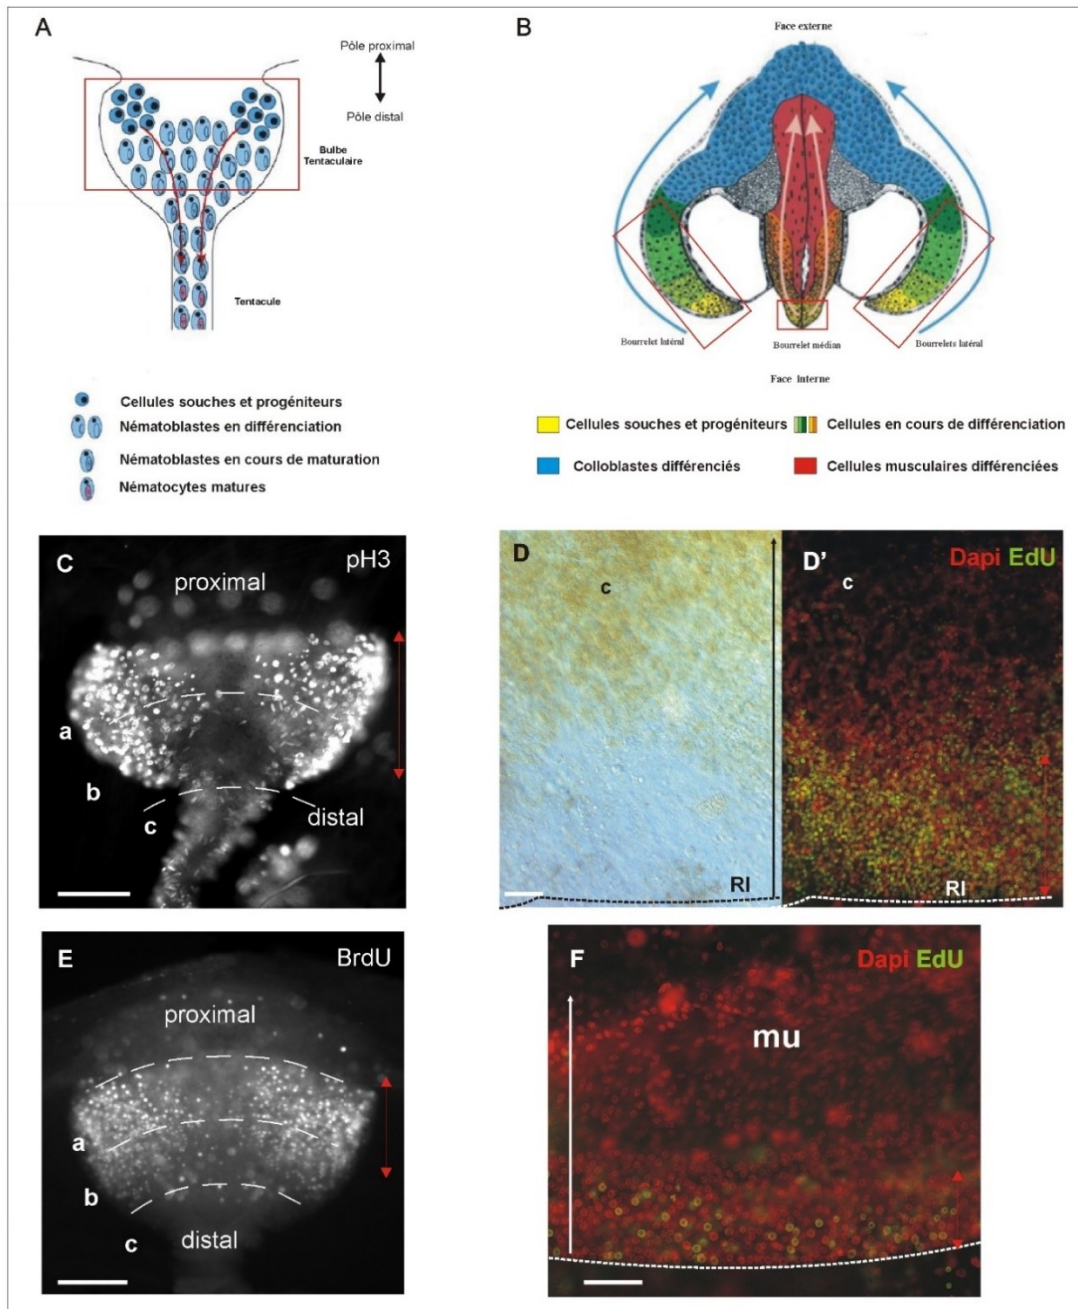 A
Pôle proximal
Pôle distal
Bulbe
Tentaculaire
Tentacule
Cellules souches et progéniteurs
Nématoblastes en différenciation
Nématoblastes en cours de maturation
Nématocytes matures
B
Face externe
Bourrelet latéral
Bourrelet médian
Bourrelets latéral
Face interne
Cellules souches et progéniteurs
Cellules en cours de différenciation
Colloblastes différenciés
Cellules musculaires différenciées
C
pH3
proximal
a
b
c
distal
D
c
RI
D'
Dapi EdU
c
RI
E
BrdU
proximal
a
b
c
distal
F
Dapi EdU
mu